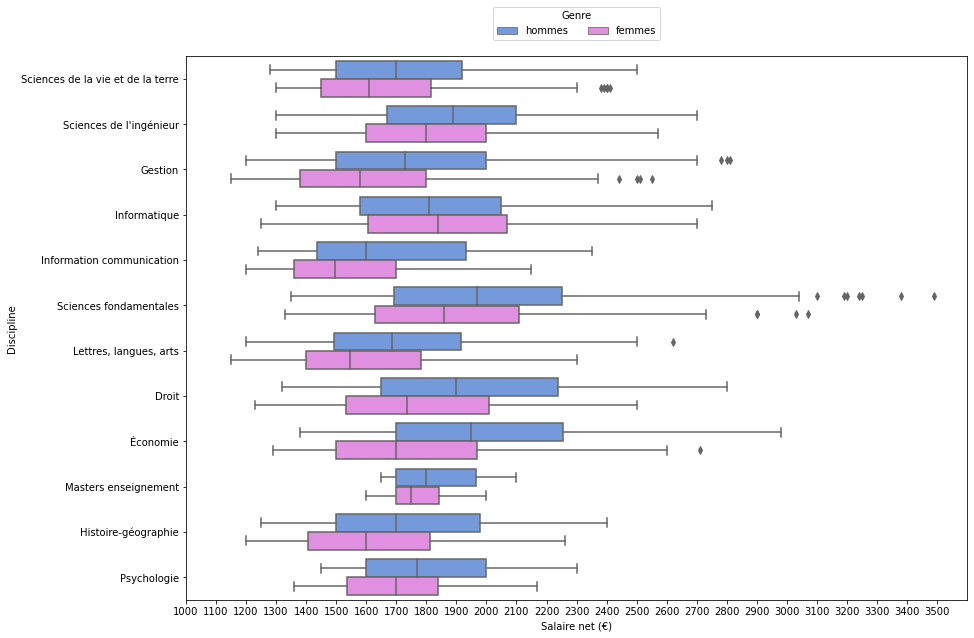 Genre
hommes femmes
Sciences de la vie et de la terre
Sciences de l'ingénieur
Gestion
Informatique
Information communication
Sciences fondamentales
Discipline
Lettres, langues, arts
Droit
Économie
Masters enseignement
Histoire-géographie
Psychologie
1000 1100 1200 1300 1400 1500 1600 1700 1800 1900 2000 2100 2200 2300 2400 2500 2600 2700 2800 2900 3000 3100 3200 3300 3400 3500
Salaire net (€)